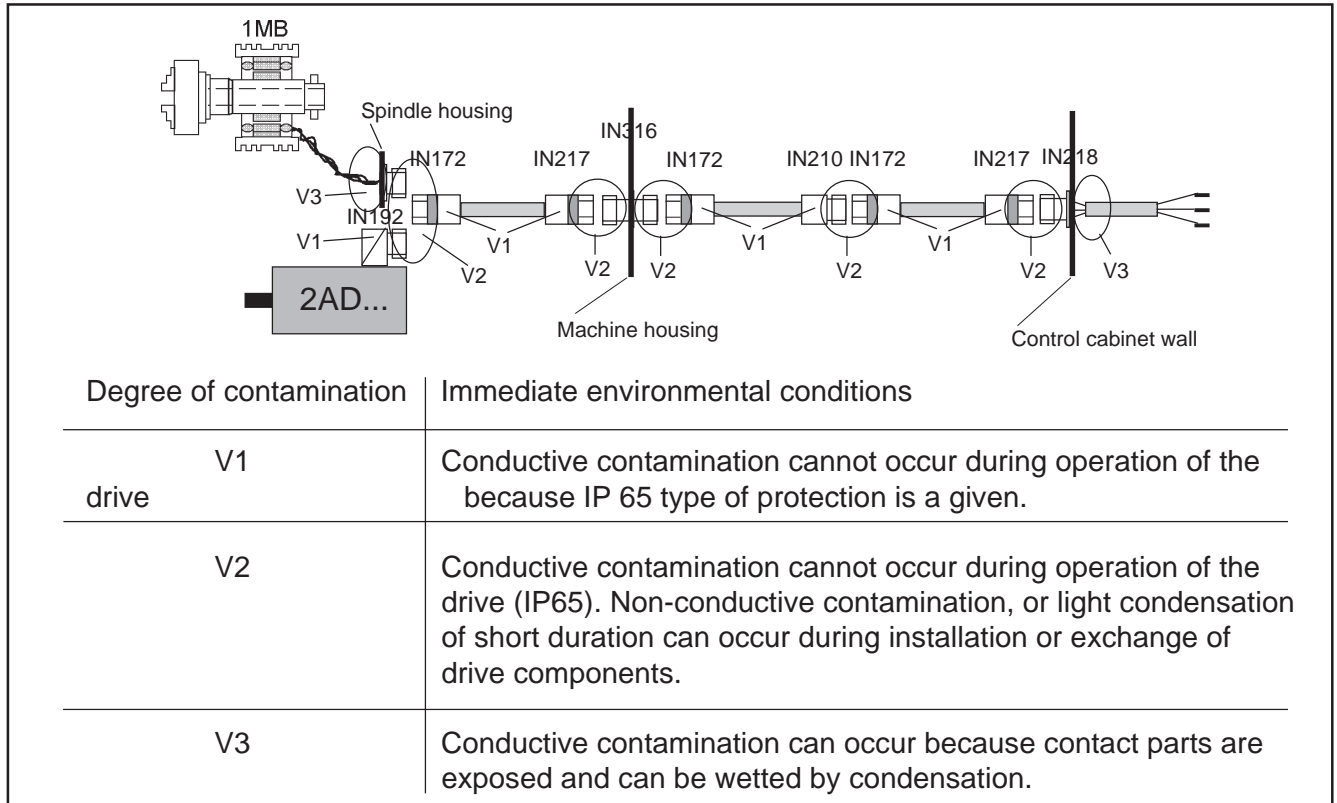 1MB
Spindle housing
IN316
IN172 IN217 IN172 IN210 IN172 IN217 IN218
V3
IN192
V1 V1 V1 V1
V2 V2 V2 V2 V2 V3
2AD...
Machine housing
Control cabinet wall
Degree of contamination Immediate environmental conditions
V1 Conductive contamination cannot occur during operation of the
drive because IP 65 type of protection is a given.
V2 Conductive contamination cannot occur during operation of the
drive (IP65). Non-conductive contamination, or light condensation
of short duration can occur during installation or exchange of
drive components.
V3 Conductive contamination can occur because contact parts are
exposed and can be wetted by condensation.